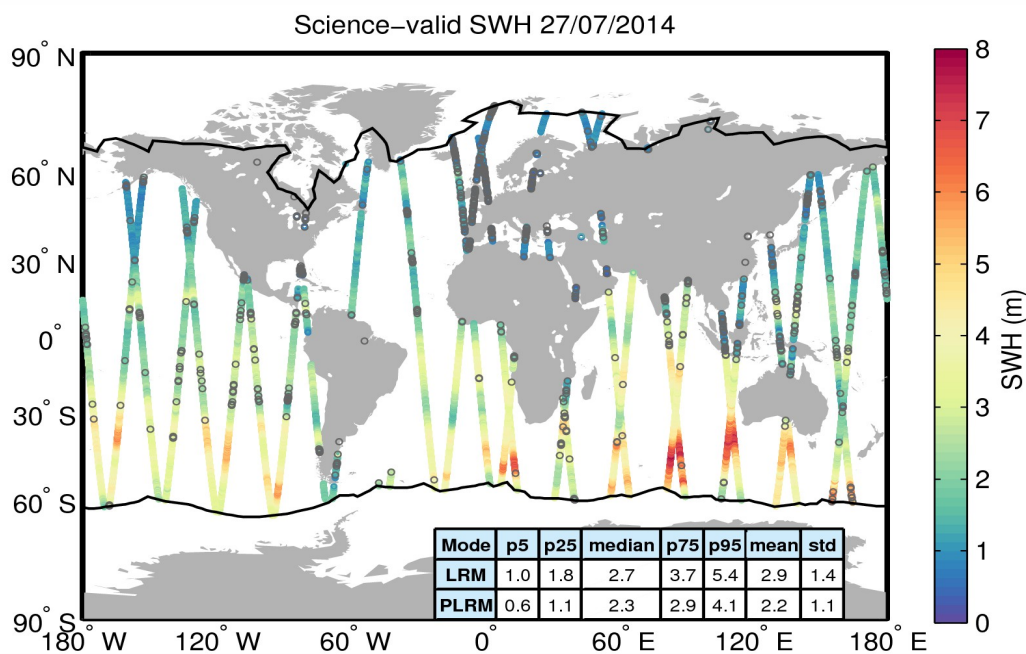 Science−valid SWH 27/07/2014
90° N
60° N
30° N
0°
30° S
60° S
90° S
180° W
120° W
60° W
0°
60° E
120° E
180° E
8
7
6
5
4
3
2
1
0
SWH (m)
Mode p5 p25 median p75 p95 mean std
LRM 1.0 1.8 2.7 3.7 5.4 2.9 1.4
PLRM 0.6 1.1 2.3 2.9 4.1 2.2 1.1